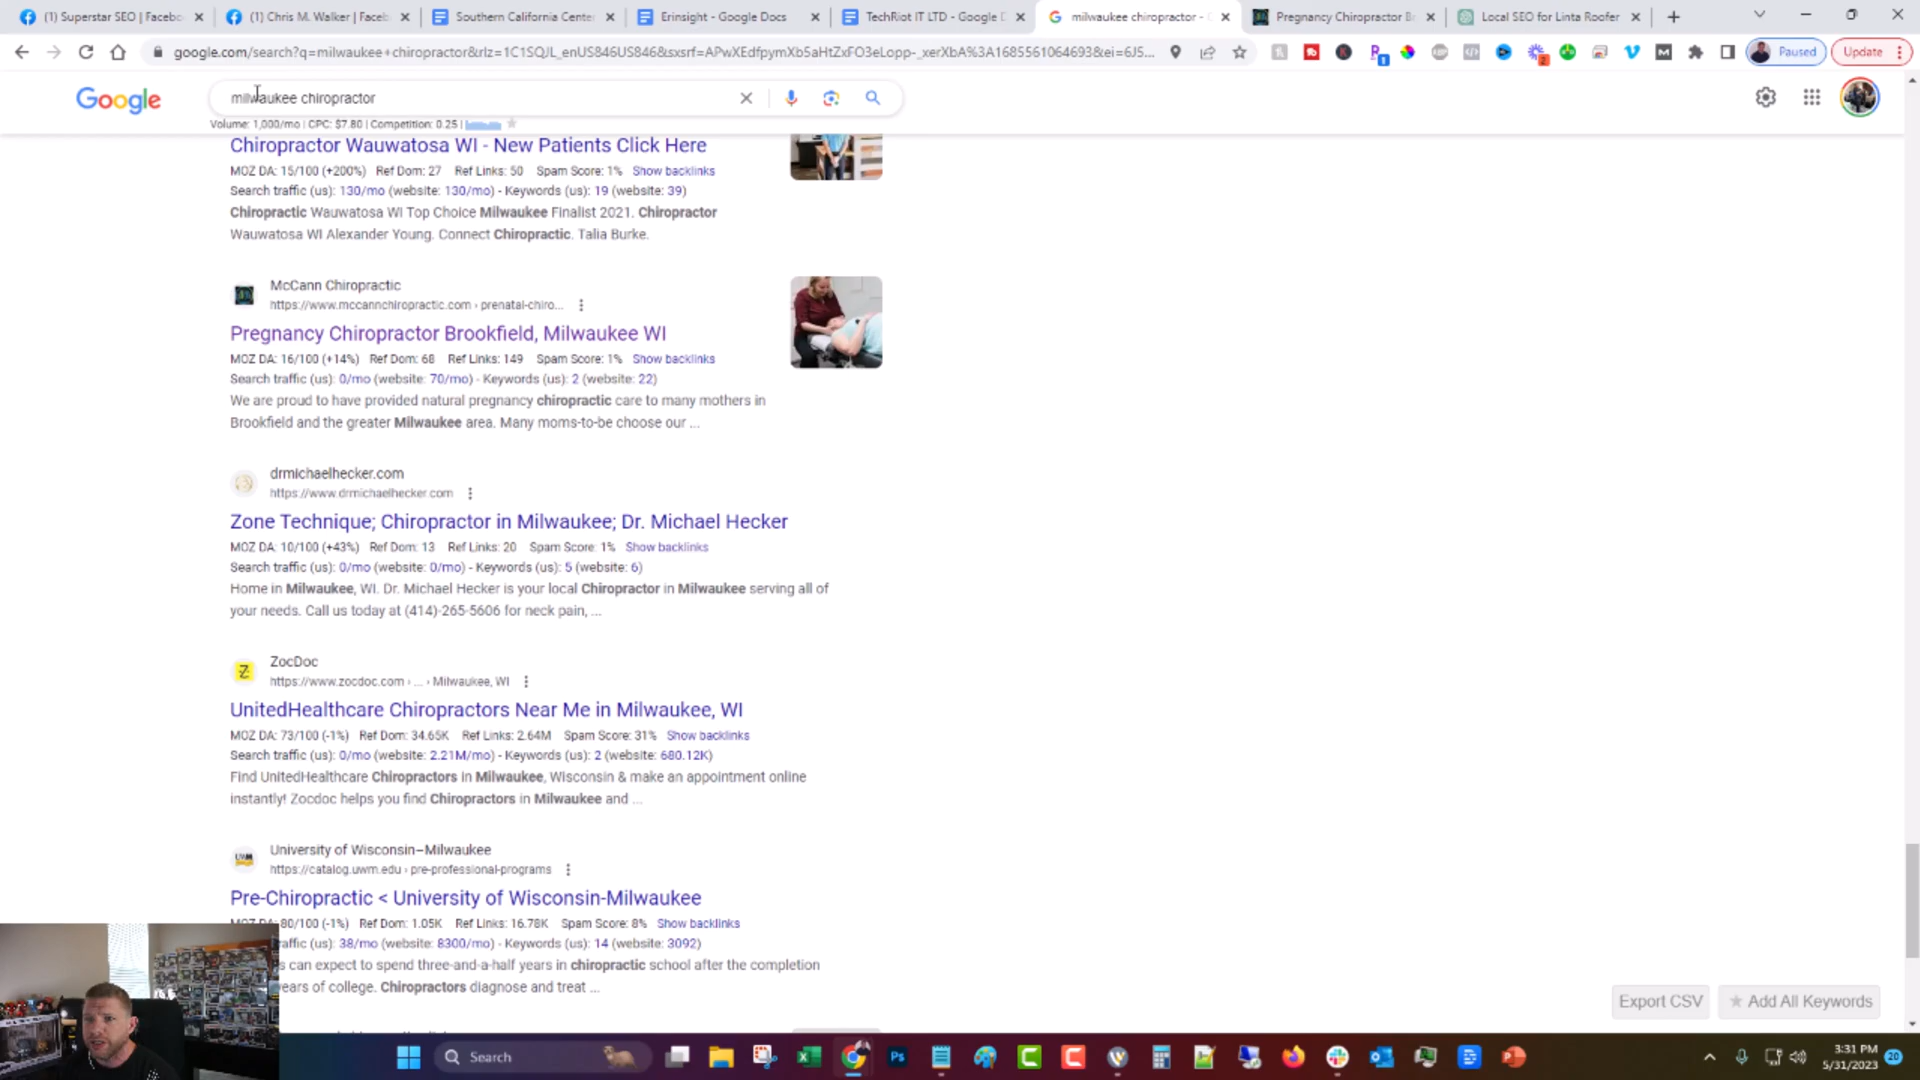 (1) Superstar SEO | Facebo
(1) Chris M. Walker | Faceb
Southern California Cente
Erinsight - Google Docs
TechRiot IT LTD - Google D
milwaukee chiropractor -
Pregnancy Chiropractor B
Local SEO for Linta Roofer
google.com/search?q=milwaukee+chiropractor&rlz=1C1SQJL_enUS846US846&sxsrf=APwXEdfpymXb5aHtZxFO3eLopp-_xerXbA%3A1685561064693&ei=6J5...
Paused
Update
Google
milwaukee chiropractor
Volume: 1,000/mo | CPC: $7.80 | Competition: 0.25 |
Chiropractor Wauwatosa WI - New Patients Click Here
MOZ DA: 15/100 (+200%) Ref Dom: 27 Ref Links: 50 Spam Score: 1% Show backlinks
Search traffic (us): 130/mo (website: 130/mo) - Keywords (us): 19 (website: 39)
Chiropractic Wauwatosa WI Top Choice Milwaukee Finalist 2021. Chiropractor
Wauwatosa WI Alexander Young. Connect Chiropractic. Talia Burke.
McCann Chiropractic
https://www.mccannchiropractic.com › prenatal-chiro...
Pregnancy Chiropractor Brookfield, Milwaukee WI
MOZ DA: 16/100 (+14%) Ref Dom: 68 Ref Links: 149 Spam Score: 1% Show backlinks
Search traffic (us): 0/mo (website: 70/mo) - Keywords (us): 2 (website: 22)
We are proud to have provided natural pregnancy chiropractic care to many mothers in
Brookfield and the greater Milwaukee area. Many moms-to-be choose our ...
drmichaelhecker.com
https://www.drmichaelhecker.com
Zone Technique; Chiropractor in Milwaukee; Dr. Michael Hecker
MOZ DA: 10/100 (+43%) Ref Dom: 13 Ref Links: 20 Spam Score: 1% Show backlinks
Search traffic (us): 0/mo (website: 0/mo) - Keywords (us): 5 (website: 6)
Home in Milwaukee, WI. Dr. Michael Hecker is your local Chiropractor in Milwaukee serving all of
your needs. Call us today at (414)-265-5606 for neck pain, ...
ZocDoc
https://www.zocdoc.com › ... › Milwaukee, WI
UnitedHealthcare Chiropractors Near Me in Milwaukee, WI
MOZ DA: 73/100 (-1%) Ref Dom: 34.65K Ref Links: 2.64M Spam Score: 31% Show backlinks
Search traffic (us): 0/mo (website: 2.21M/mo) - Keywords (us): 2 (website: 680.12K)
Find UnitedHealthcare Chiropractors in Milwaukee, Wisconsin & make an appointment online
instantly! Zocdoc helps you find Chiropractors in Milwaukee and ...
University of Wisconsin–Milwaukee
https://catalog.uwm.edu › pre-professional-programs
Pre-Chiropractic < University of Wisconsin-Milwaukee
80/100 (-1%) Ref Dom: 1.05K Ref Links: 16.78K Spam Score: 8% Show backlinks
affic (us): 38/mo (website: 8300/mo) - Keywords (us): 14 (website: 3092)
s can expect to spend three-and-a-half years in chiropractic school after the completion
ears of college. Chiropractors diagnose and treat ...
Export CSV
Add All Keywords
Search
3:31 PM
5/31/2023
20